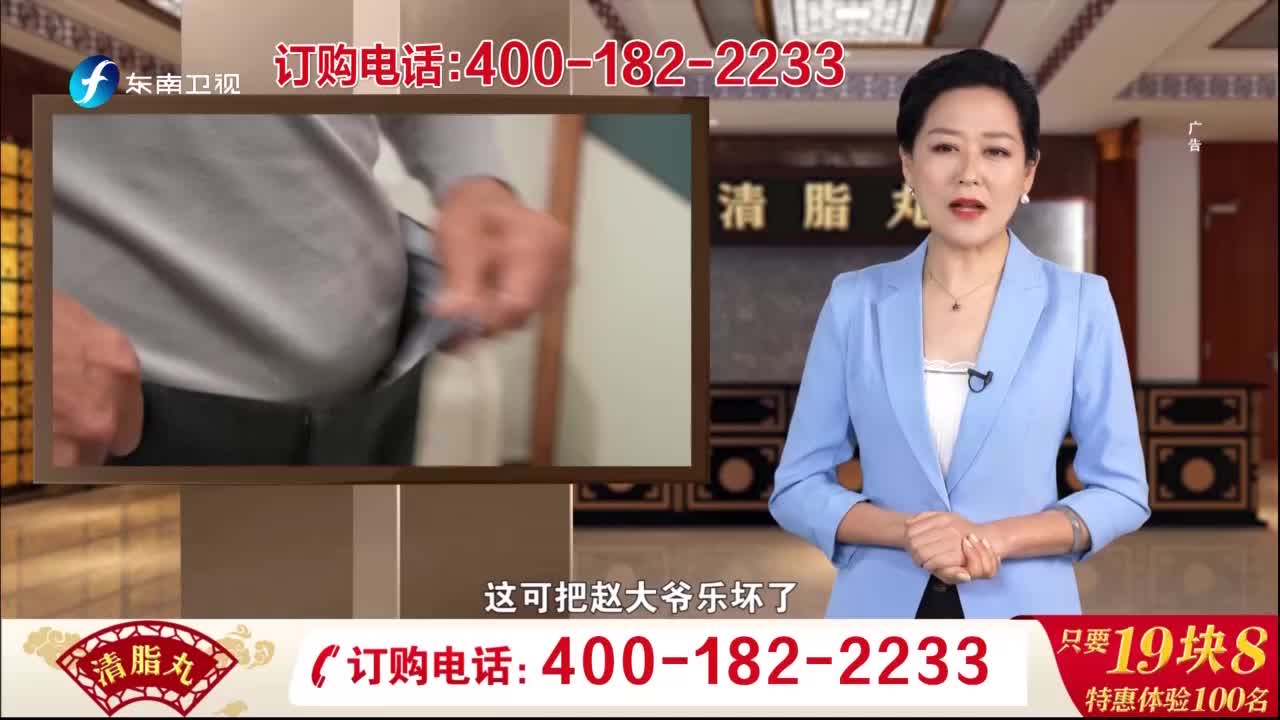 订购电话:400-182-2233
东南卫视
广告
清脂丸
这可把赵大爷乐坏了
清脂丸
订购电话: 400-182-2233
只要19块8
特惠体验100名